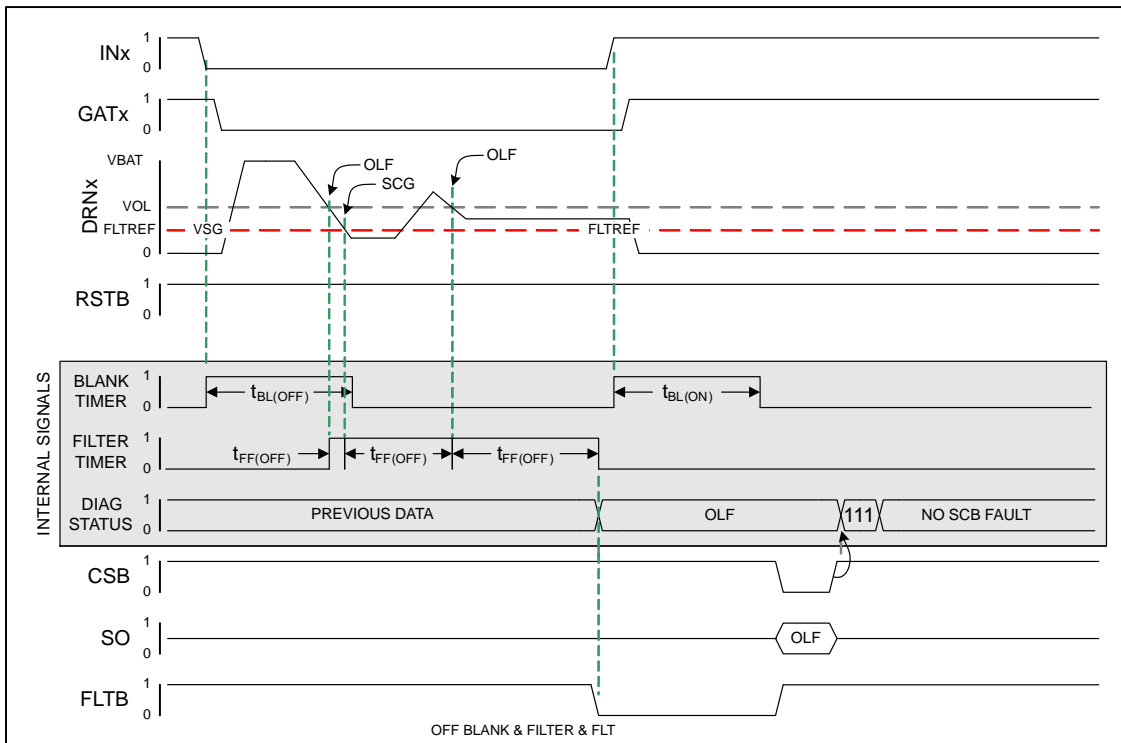 INx
1
0
GATx
1
0
DRNx
VBAT
VOL
FLTREF
0
VSG
OLF
SCG
OLF
FLTREF
RSTB
1
0
INTERNAL SIGNALS
BLANK
TIMER
1
0
tBL(OFF)
tBL(ON)
FILTER
TIMER
1
0
tFF(OFF)
tFF(OFF)
tFF(OFF)
DIAG
STATUS
1
0
PREVIOUS DATA
OLF
111
NO SCB FAULT
CSB
1
0
SO
1
0
OLF
FLTB
1
0
OFF BLANK & FILTER & FLT